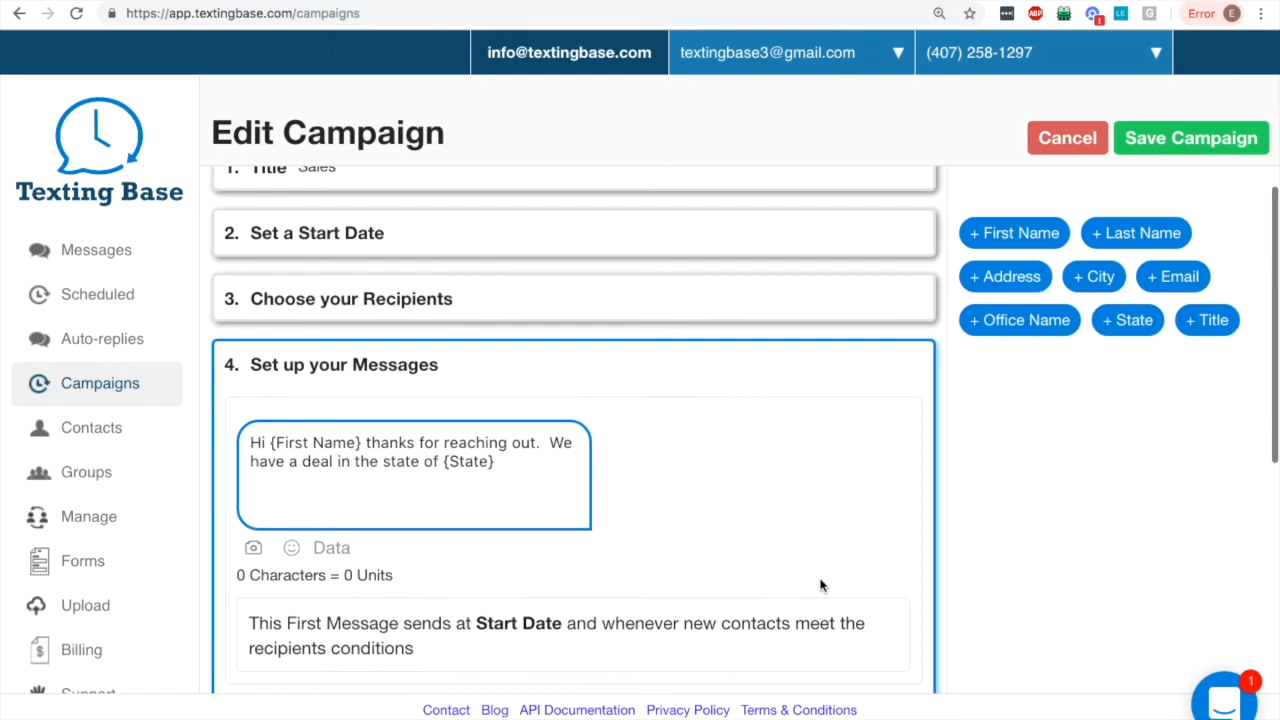 https://app.textingbase.com/campaigns
ABP
LE
G
Error
E
info@textingbase.com
textingbase3@gmail.com ▼
(407) 258-1297 ▼
Texting Base
Edit Campaign
Cancel
Save Campaign
1. Title Sales
2. Set a Start Date
3. Choose your Recipients
4. Set up your Messages
Hi {First Name} thanks for reaching out. We
have a deal in the state of {State}
Data
0 Characters = 0 Units
This First Message sends at Start Date and whenever new contacts meet the
recipients conditions
+ First Name
+ Last Name
+ Address
+ City
+ Email
+ Office Name
+ State
+ Title
Messages
Scheduled
Auto-replies
Campaigns
Contacts
Groups
Manage
Forms
Upload
Billing
Support
Contact
Blog
API Documentation
Privacy Policy
Terms & Conditions
1